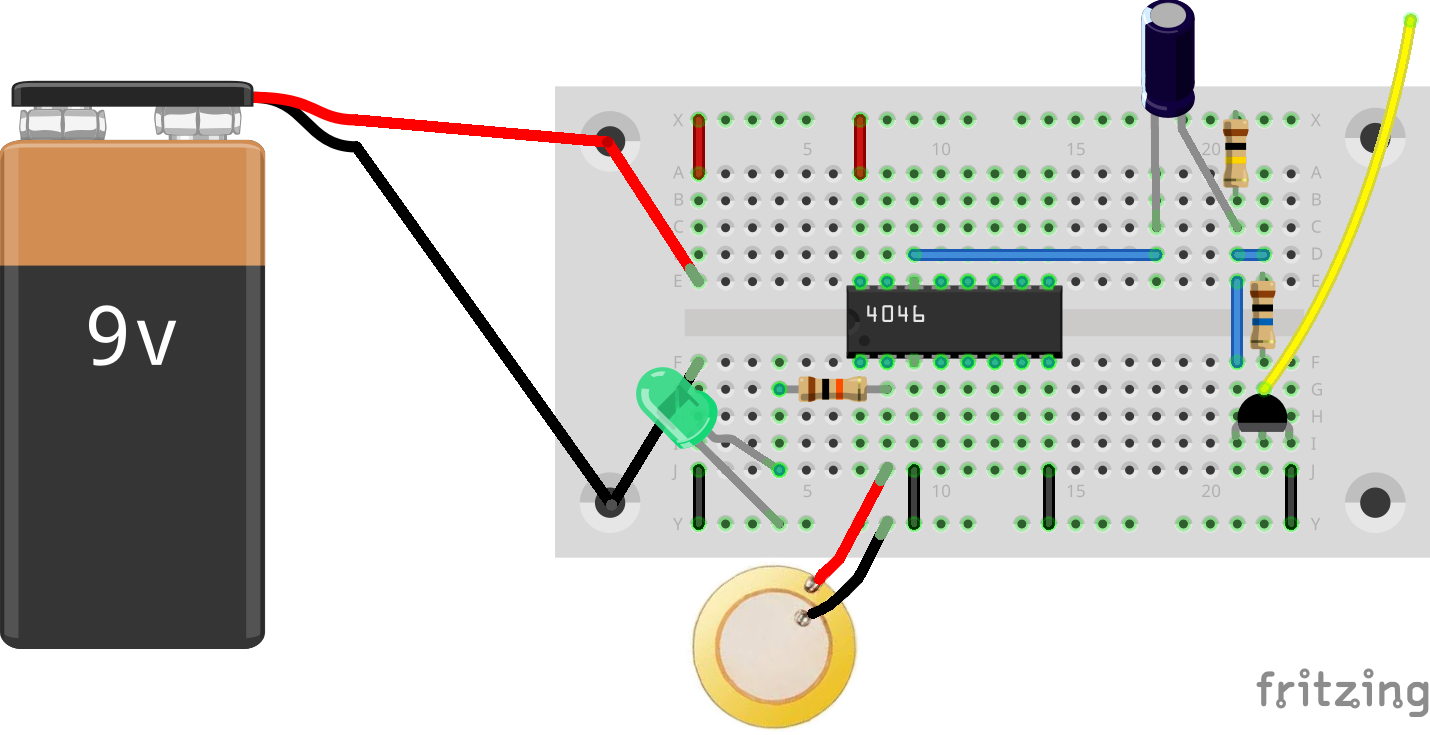 X 5 10 15 20 X
A A
B B
C C
D D
E E
9v
4046
F F
G G
H H
I I
J J
5 10 15 20
Y Y
fritzing